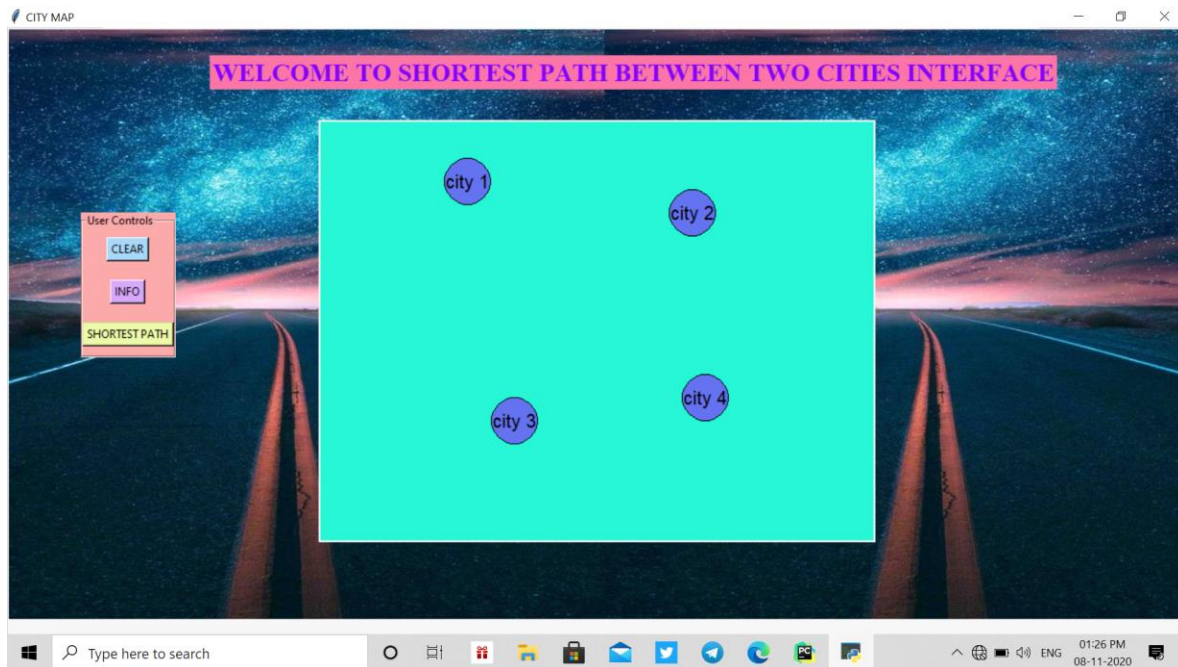 CITY MAP
WELCOME TO SHORTEST PATH BETWEEN TWO CITIES INTERFACE
city 1
city 2
User Controls
CLEAR
INFO
SHORTEST PATH
city 3
city 4
Type here to search
PC
ENG
01:26 PM
08-11-2020